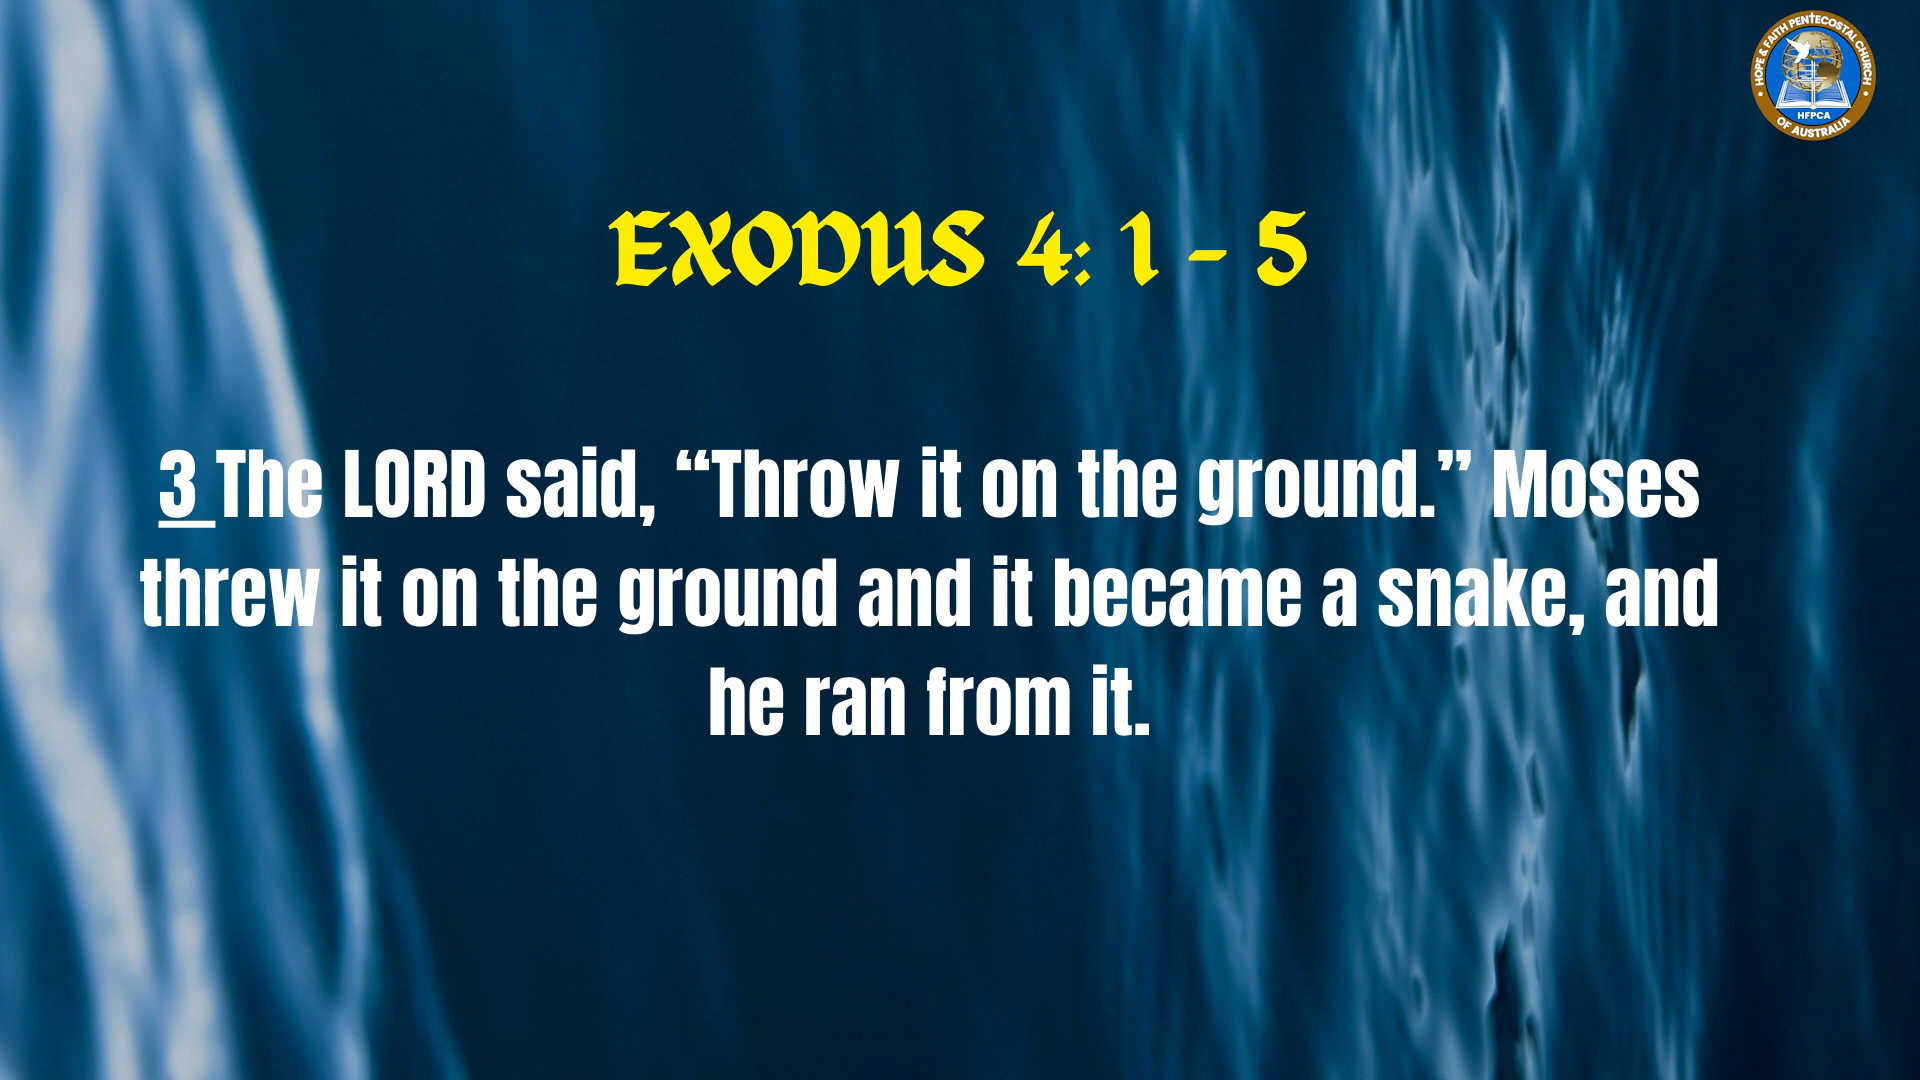 HOPE & FAITH PENTECOSTAL CHURCH
HFPCA
OF AUSTRALIA
EXODUS 4: 1 - 5
3 The LORD said, “Throw it on the ground.” Moses
threw it on the ground and it became a snake, and
he ran from it.